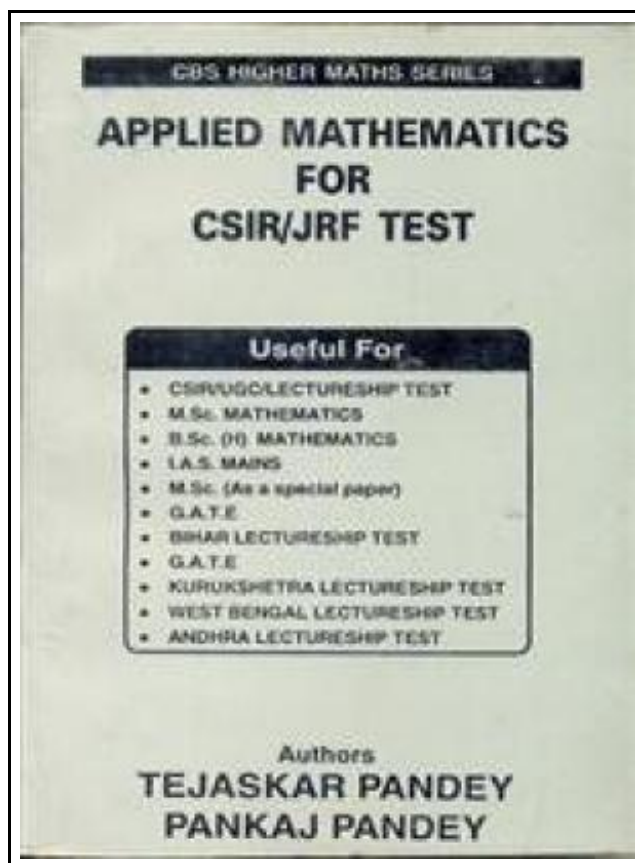 CBS HIGHER MATHS SERIES
APPLIED MATHEMATICS
FOR
CSIR/JRF TEST
Useful For
• CSIR/UGC/LECTURESHIP TEST
• M.Sc. MATHEMATICS
• B.Sc. (H) MATHEMATICS
• I.A.S. MAINS
• M.Sc. (As a special paper)
• G.A.T.E
• BIHAR LECTURESHIP TEST
• G.A.T.E
• KURUKSHETRA LECTURESHIP TEST
• WEST BENGAL LECTURESHIP TEST
• ANDHRA LECTURESHIP TEST
Authors
TEJASKAR PANDEY
PANKAJ PANDEY